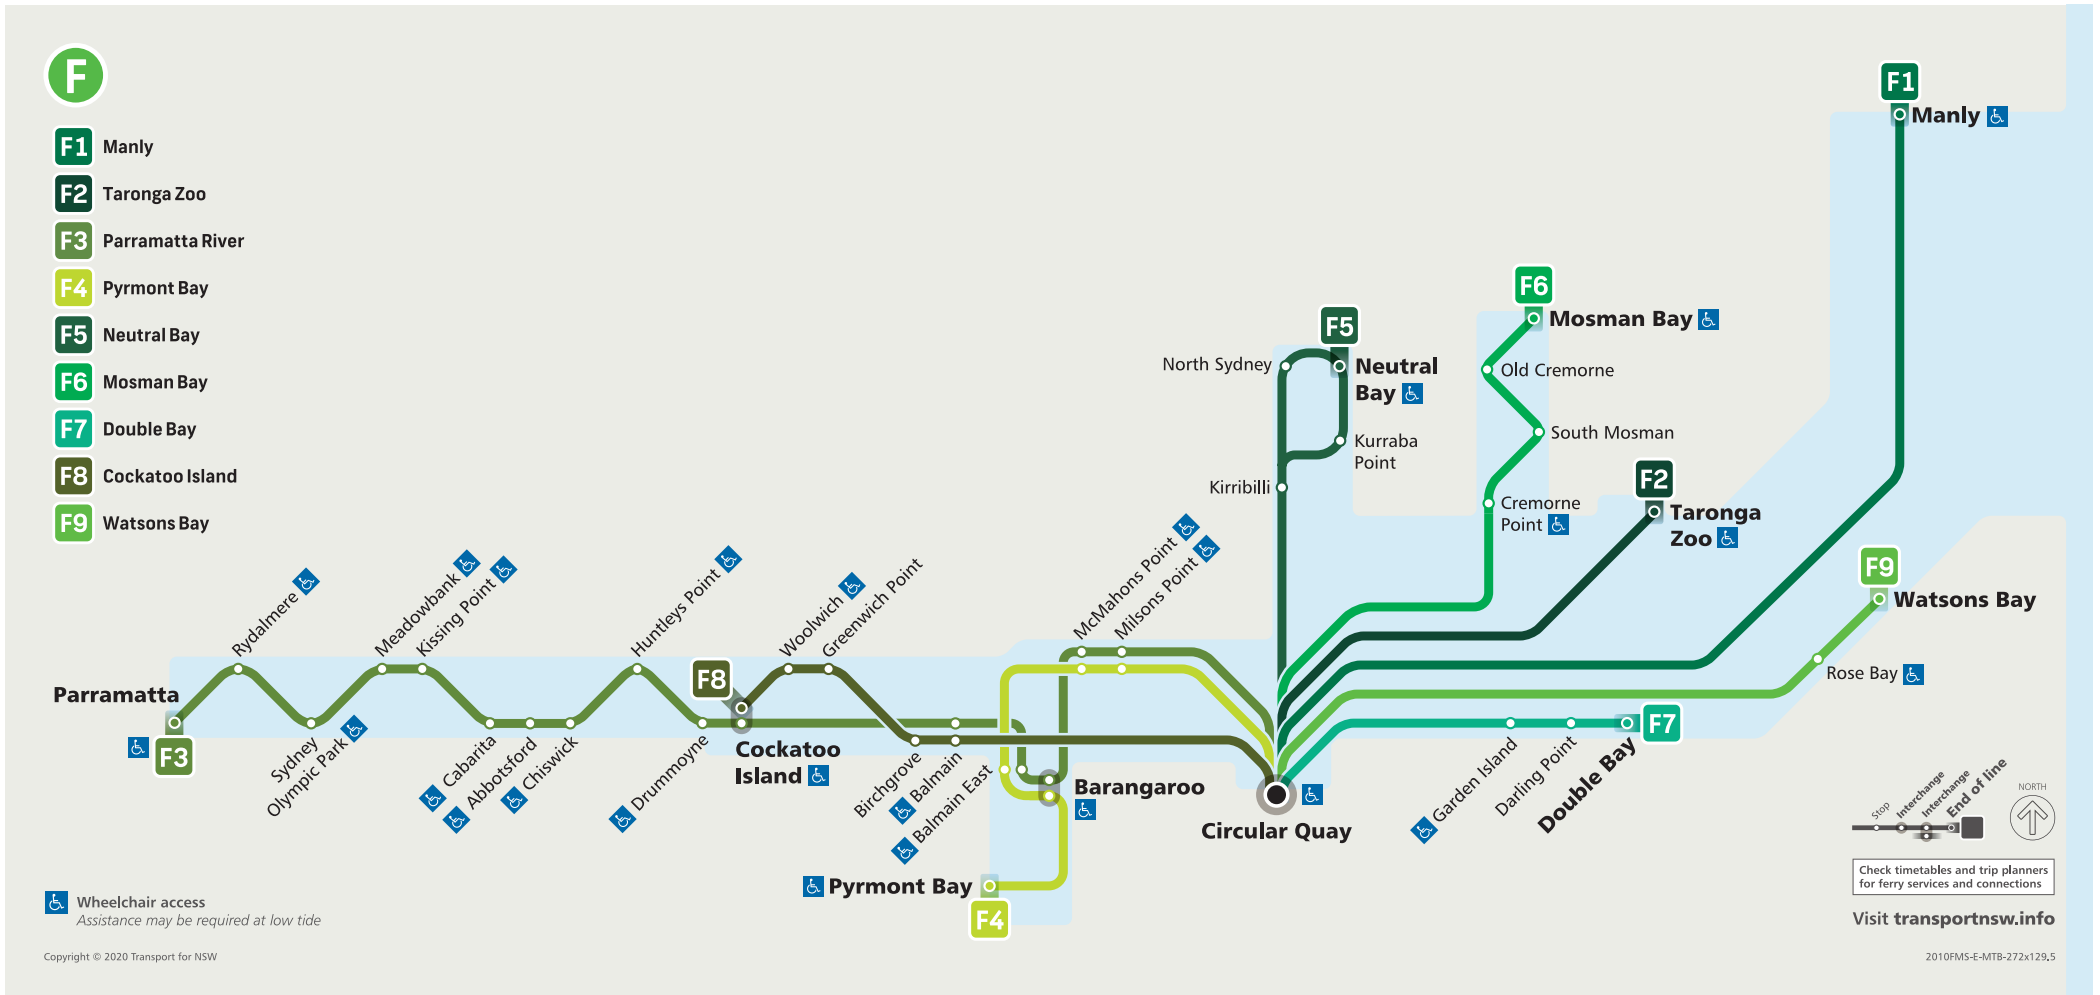 F
F1 Manly
F2 Taronga Zoo
F3 Parramatta River
F4 Pyrmont Bay
F5 Neutral Bay
F6 Mosman Bay
F7 Double Bay
F8 Cockatoo Island
F9 Watsons Bay
F1
Manly
F6
Mosman Bay
Old Cremorne
South Mosman
Cremorne
Point
F5
North Sydney
Neutral
Bay
Kurraba
Point
Kirribilli
F2
Taronga
Zoo
F9
Watsons Bay
Rose Bay
Parramatta
F3
Rydalmere
Sydney
Olympic Park
Meadowbank
Kissing Point
Cabarita
Abbotsford
Chiswick
Huntleys Point
Drummoyne
F8
Cockatoo
Island
Woolwich
Greenwich Point
Birchgrove
Balmain
Balmain East
McMahons Point
Milsons Point
Barangaroo
Pyrmont Bay
F4
Circular Quay
Garden Island
Darling Point
Double Bay
F7
Stop
Interchange
Interchange
End of line
NORTH
Check timetables and trip planners
for ferry services and connections
Visit transportnsw.info
Wheelchair access
Assistance may be required at low tide
Copyright © 2020 Transport for NSW
2010FMS-E-MTB-272x129.5